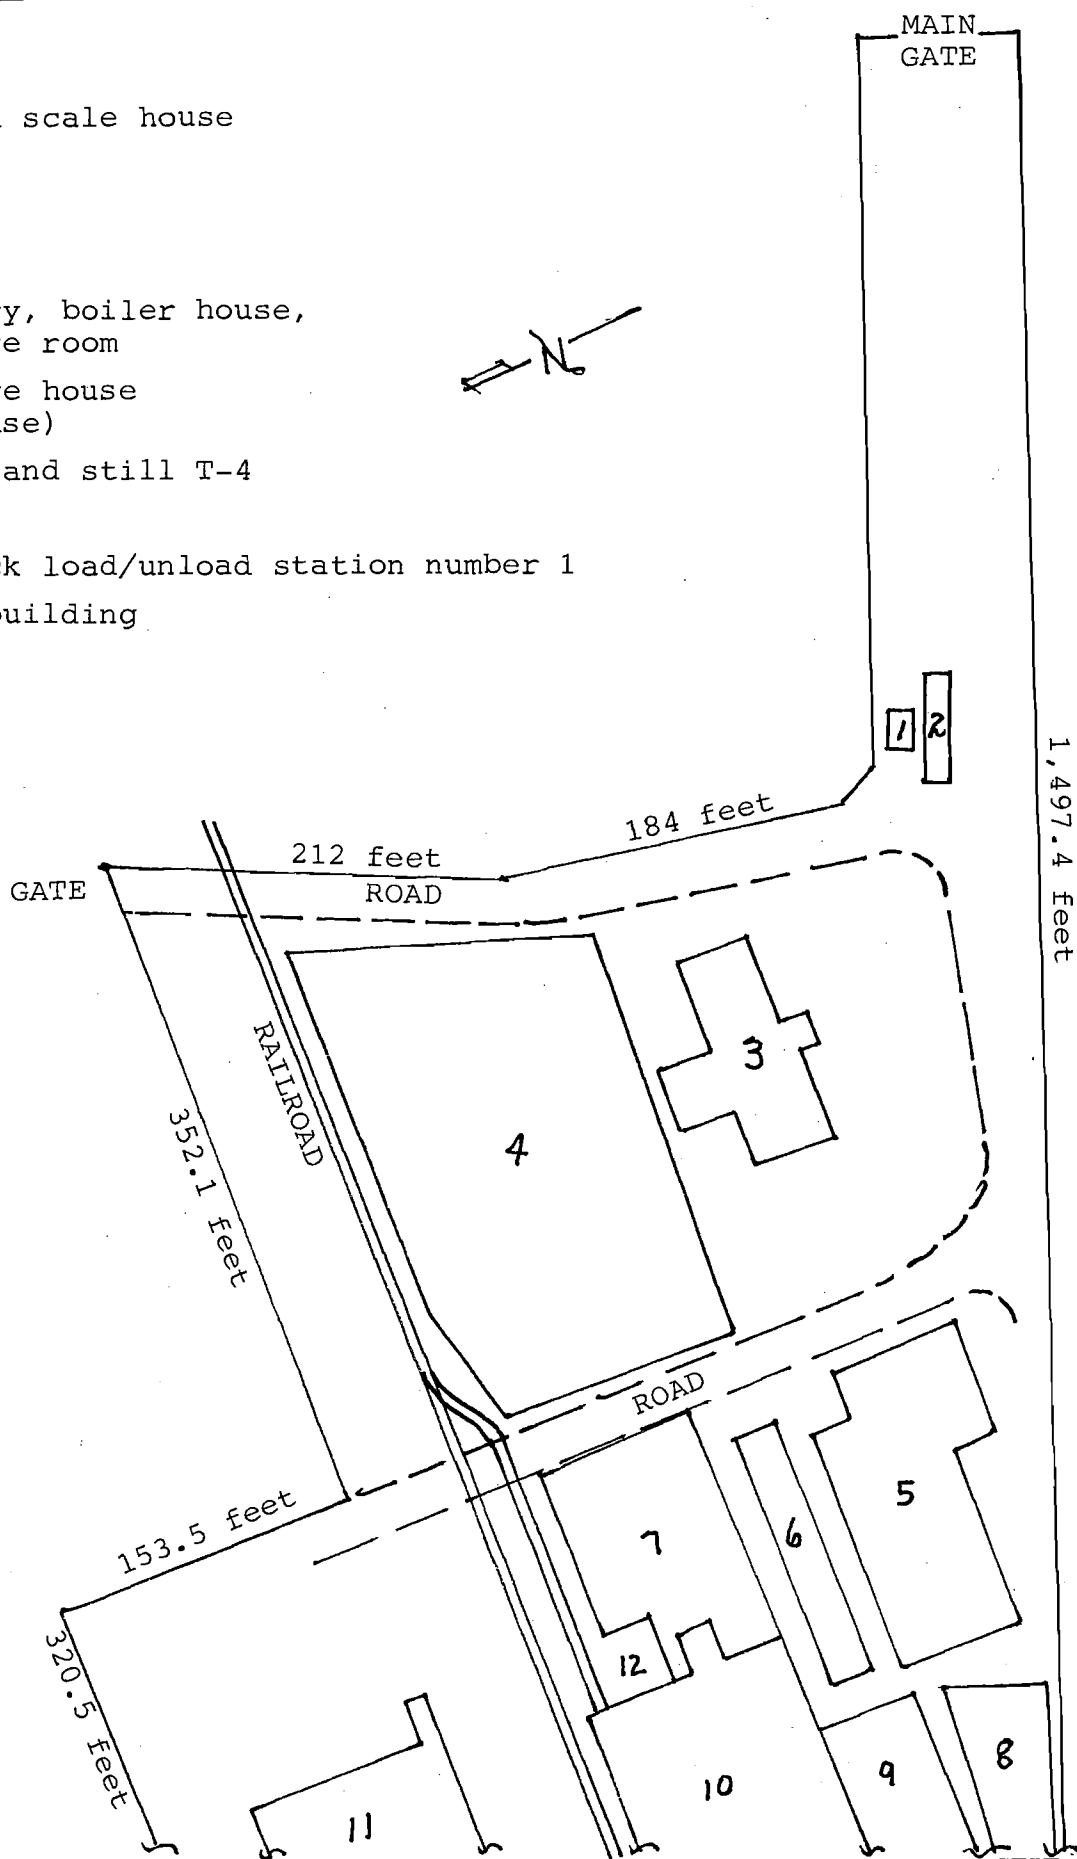 MAIN
GATE
scale house
y, boiler house,
e room
e house
se)
and still T-4
k load/unload station number 1
building
N
1
2
1,497.4 feet
184 feet
212 feet
GATE
ROAD
RAILROAD
3
4
352.1 feet
ROAD
153.5 feet
5
6
7
12
320.5 feet
8
9
10
11